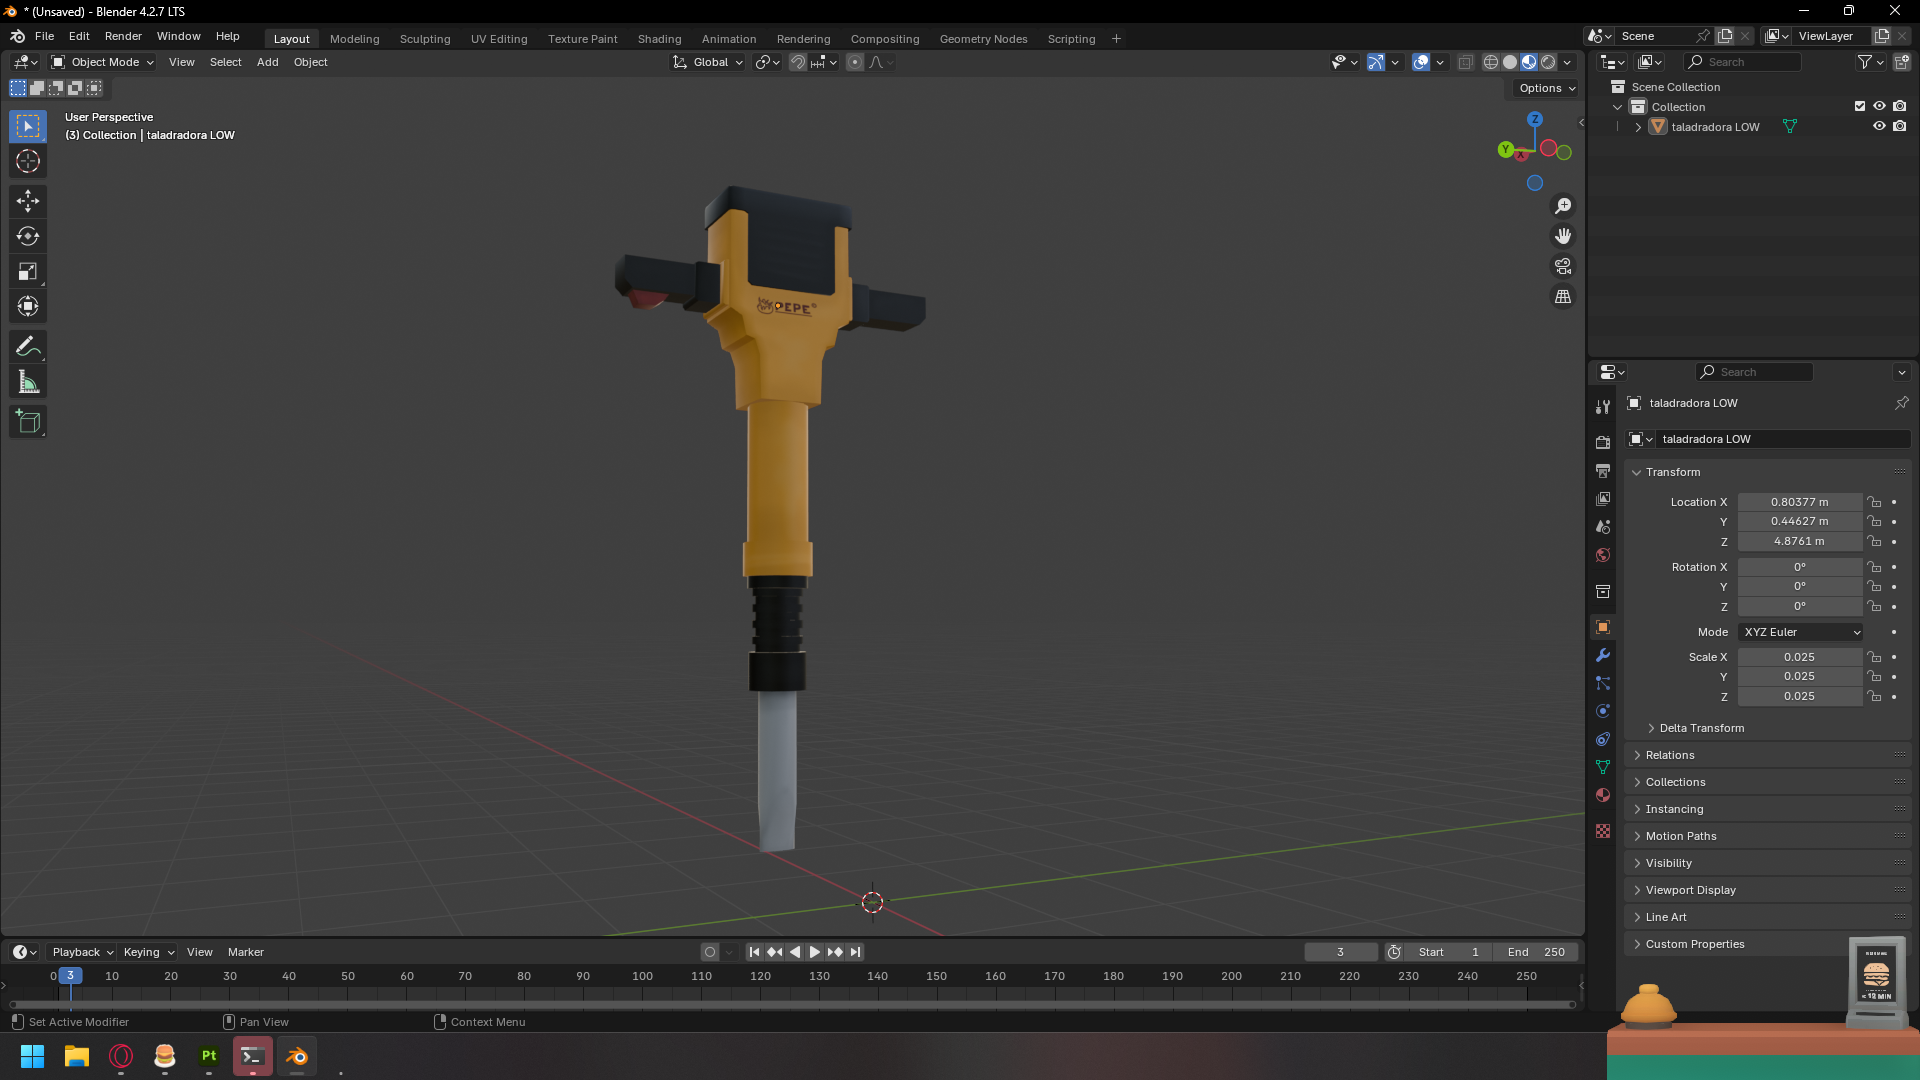 * (Unsaved) - Blender 4.2.7 LTS
File Edit Render Window Help
Layout Modeling Sculpting UV Editing Texture Paint Shading Animation Rendering Compositing Geometry Nodes Scripting +
Scene
ViewLayer
Object Mode View Select Add Object
Global
Search
Options
User Perspective
(3) Collection | taladradora LOW
Z
Y
X
Scene Collection
Collection
taladradora LOW
PEPE
Search
taladradora LOW
taladradora LOW
Transform
Location X 0.80377 m
Y 0.44627 m
Z 4.8761 m
Rotation X 0°
Y 0°
Z 0°
Mode XYZ Euler
Scale X 0.025
Y 0.025
Z 0.025
Delta Transform
Relations
Collections
Instancing
Motion Paths
Visibility
Viewport Display
Line Art
Custom Properties
Playback Keying View Marker
3 Start 1 End 250
0 3 10 20 30 40 50 60 70 80 90 100 110 120 130 140 150 160 170 180 190 200 210 220 230 240 250
Set Active Modifier Pan View Context Menu
Pt
< 12 MIN